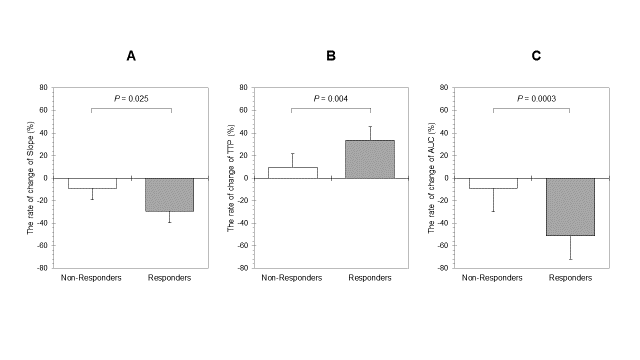 A
B
C
The rate of change of Slope (%)
80
60
40
20
0
-20
-40
-60
-80
P = 0.025
Non-Responders
Responders
The rate of change of TTP (%)
80
60
40
20
0
-20
-40
-60
-80
P = 0.004
Non-Responders
Responders
The rate of change of AUC (%)
80
60
40
20
0
-20
-40
-60
-80
P = 0.0003
Non-Responders
Responders